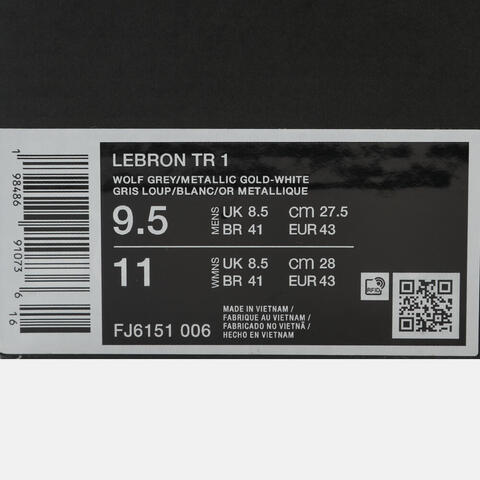 LEBRON TR 1
WOLF GREY/METALLIC GOLD-WHITE
GRIS LOUP/BLANC/OR METALLIQUE
9.5 MENS UK 8.5 CM 27.5
BR 41 EUR 43
11 WMNS UK 8.5 CM 28
BR 41 EUR 43
RFID
MADE IN VIETNAM/
FABRIQUE AU VIETNAM/
FABRICADO NO VIETNÃ/
HECHO EN VIETNAM
FJ6151 006
1 98486 91073 6 16